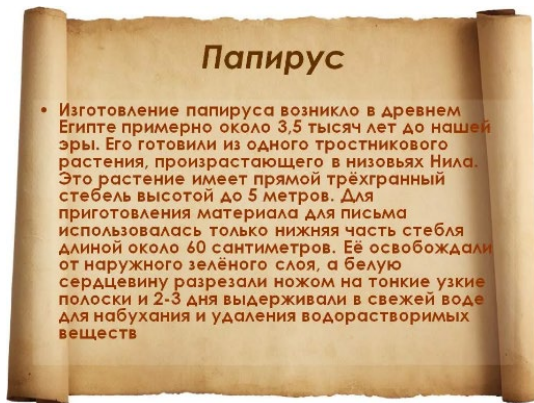 Папирус
• Изготовление папируса возникло в древнем
Египте примерно около 3,5 тысяч лет до нашей
эры. Его готовили из одного тростникового
растения, произрастающего в низовьях Нила.
Это растение имеет прямой трёхгранный
стебель высотой до 5 метров. Для
приготовления материала для письма
использовалась только нижняя часть стебля
длиной около 60 сантиметров. Её освобождали
от наружного зелёного слоя, а белую
сердцевину разрезали ножом на тонкие узкие
полоски и 2-3 дня выдерживали в свежей воде
для набухания и удаления водорастворимых
веществ